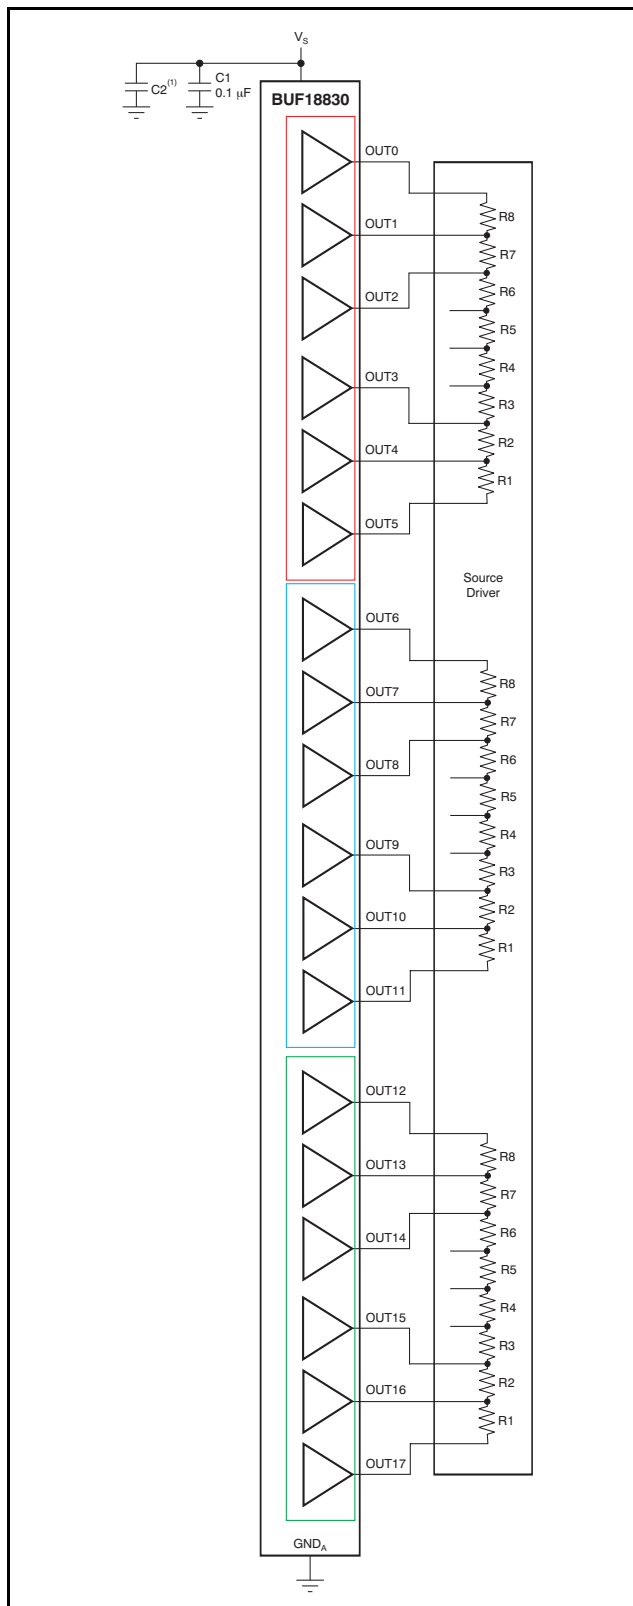 V_S
C2(1)
C1
0.1 µF
BUF18830
OUT0
R8
OUT1
R7
OUT2
R6
R5
R4
OUT3
R3
R2
OUT4
R1
OUT5
Source
Driver
OUT6
R8
OUT7
R7
OUT8
R6
R5
R4
OUT9
R3
R2
OUT10
R1
OUT11
OUT12
R8
OUT13
R7
R6
OUT14
R5
R4
OUT15
R3
R2
OUT16
R1
OUT17
GND_A